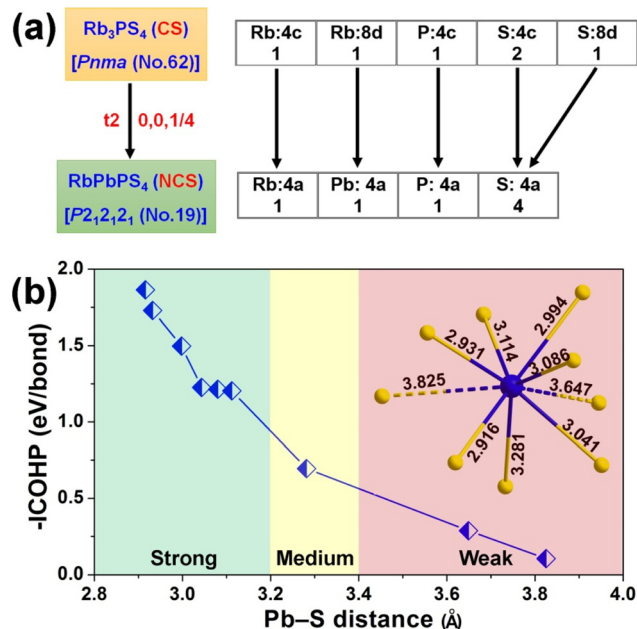 (a)
Rb₃PS₄ (CS)
[Pnma (No.62)]
t2 0,0,1/4
RbPbPS₄ (NCS)
[P2₁2₁2₁ (No.19)]
Rb:4c Rb:8d P:4c S:4c S:8d
1 1 1 2 1
Rb:4a Pb: 4a P: 4a S: 4a
1 1 1 4
(b)
-ICOHP (eV/bond)
2.0
1.5
1.0
0.5
0.0
2.994
3.114
2.931
3.086
3.825
3.647
2.916
3.281
3.041
Strong Medium Weak
2.8 3.0 3.2 3.4 3.6 3.8 4.0
Pb–S distance (Å)